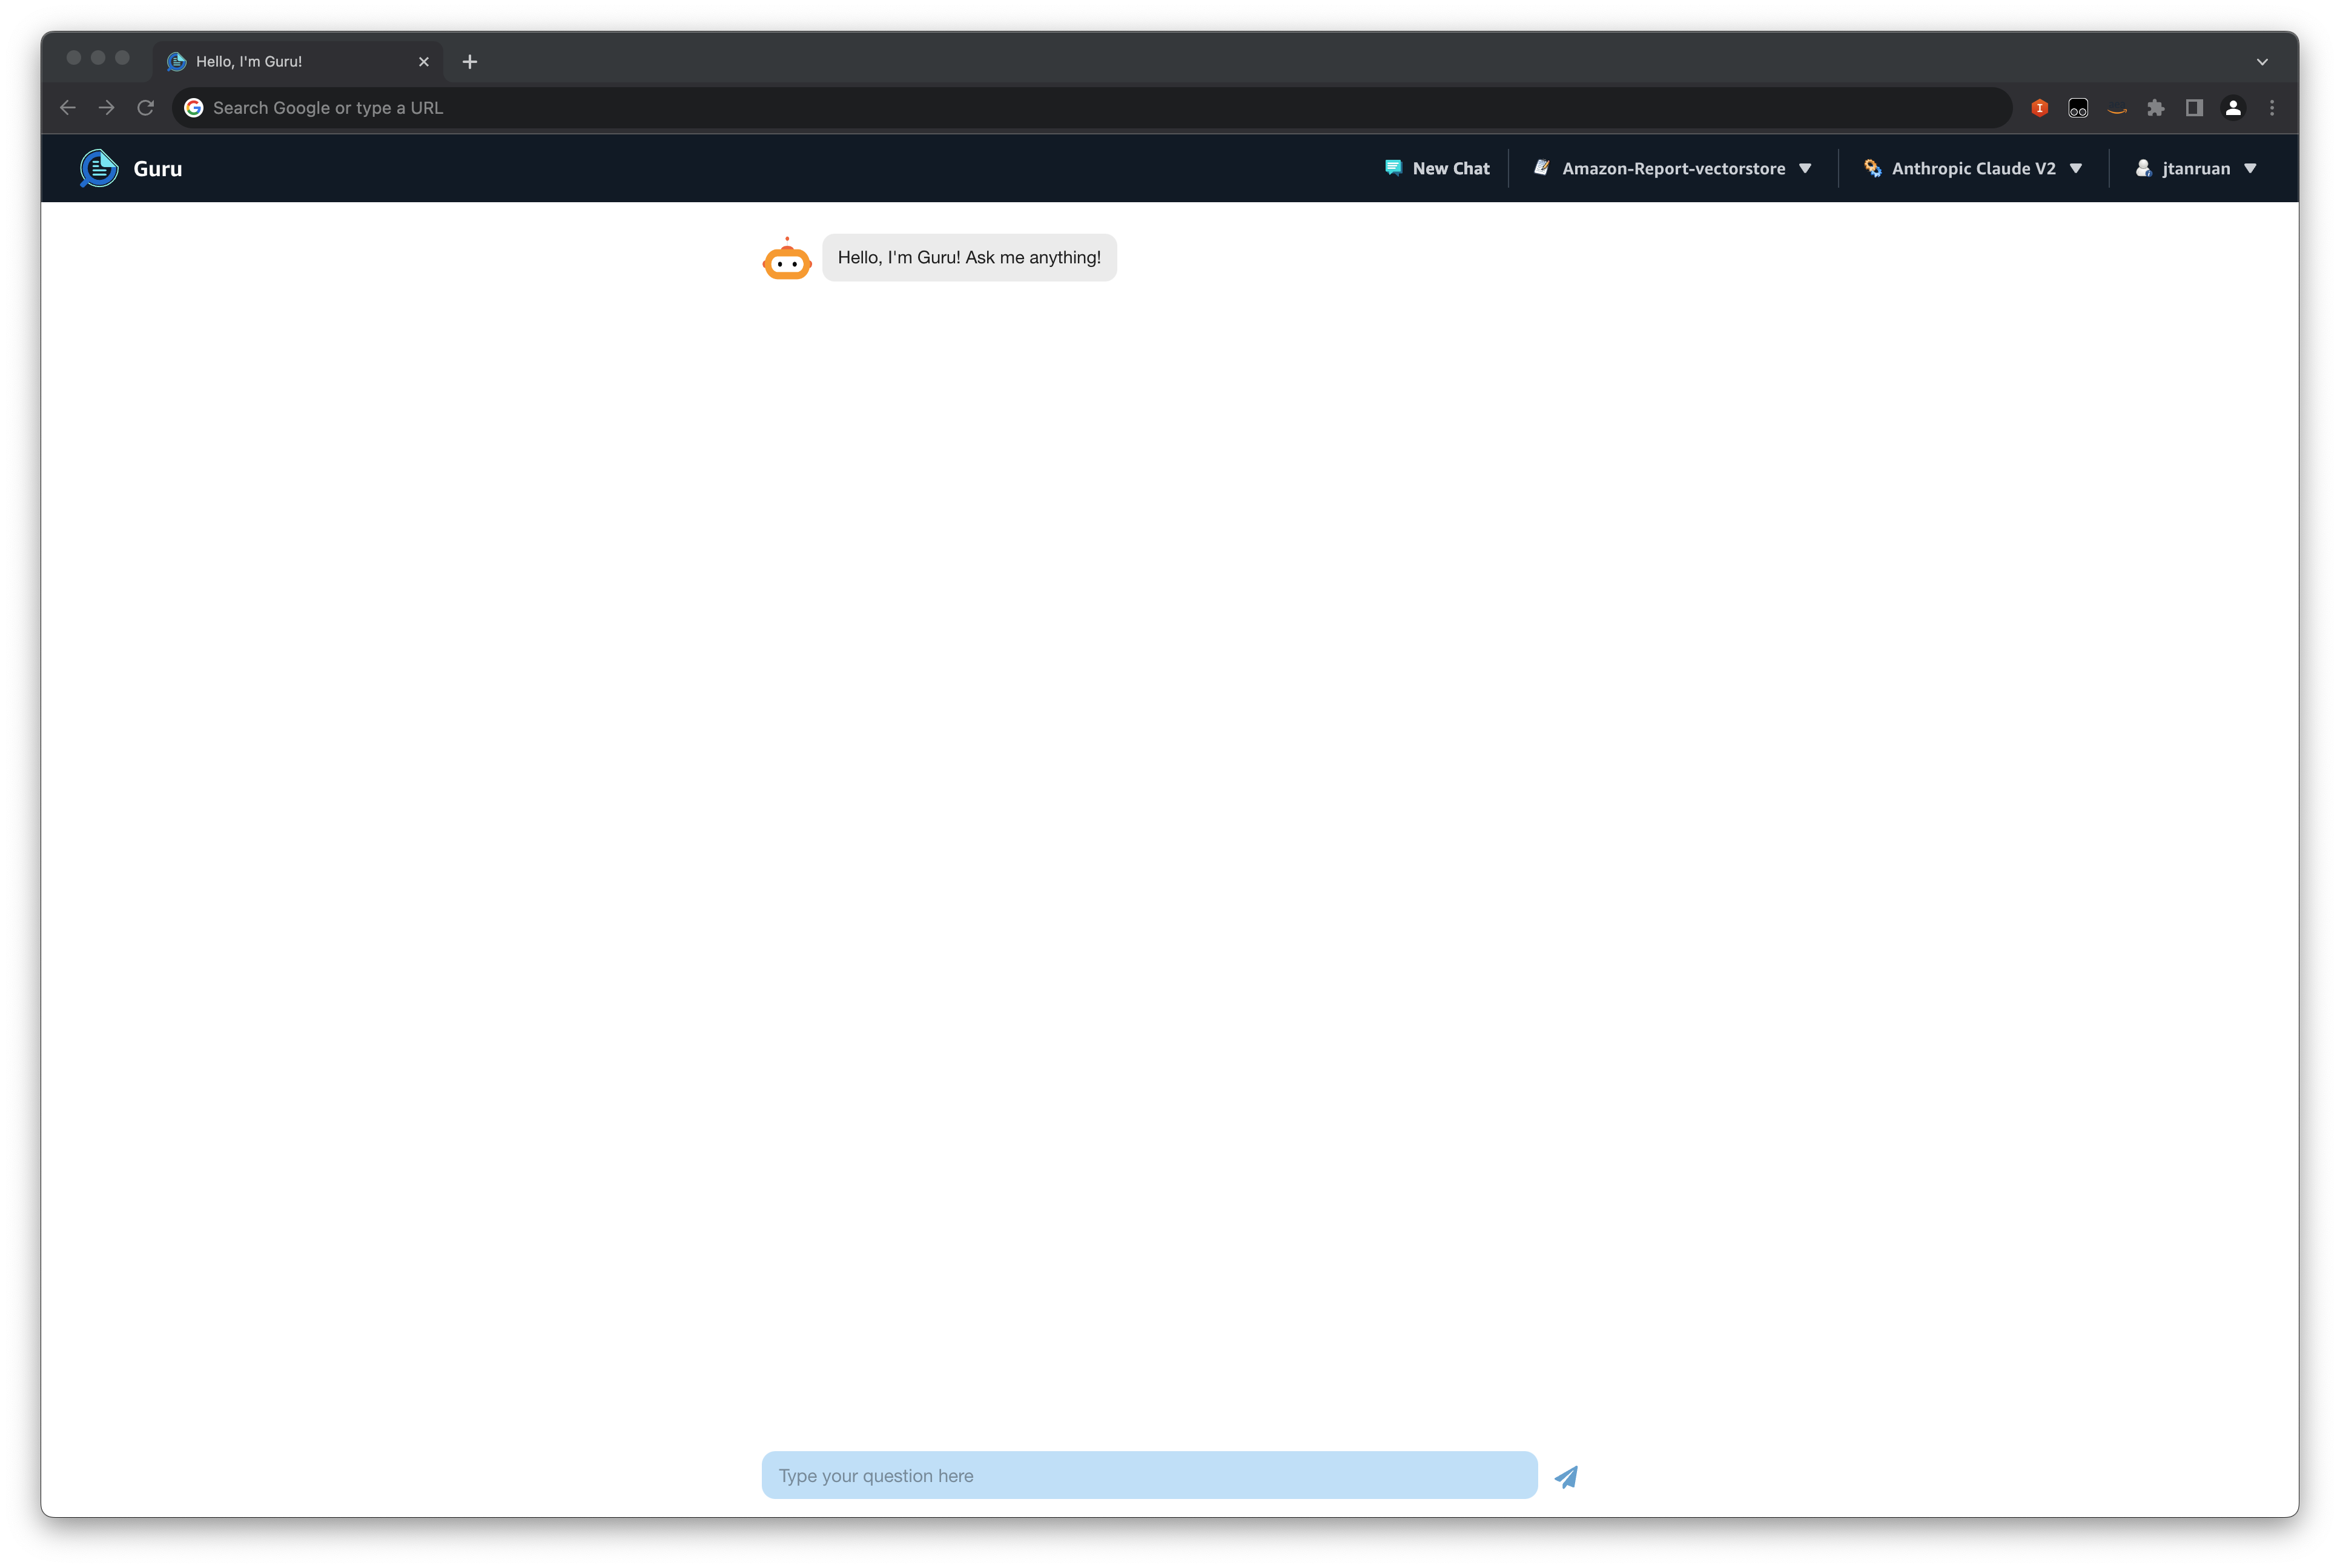 Hello, I'm Guru!
Search Google or type a URL
Guru
New Chat
Amazon-Report-vectorstore
Anthropic Claude V2
jtanruan
Hello, I'm Guru! Ask me anything!
Type your question here